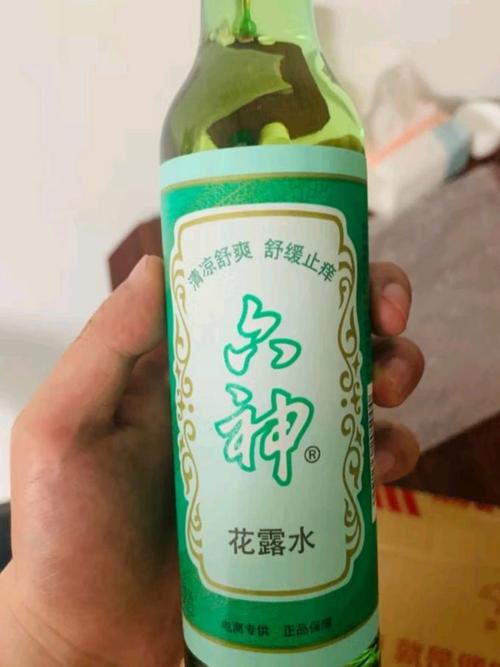 清凉舒爽 舒缓止痒
六神®
花露水
电商专供 正品保障